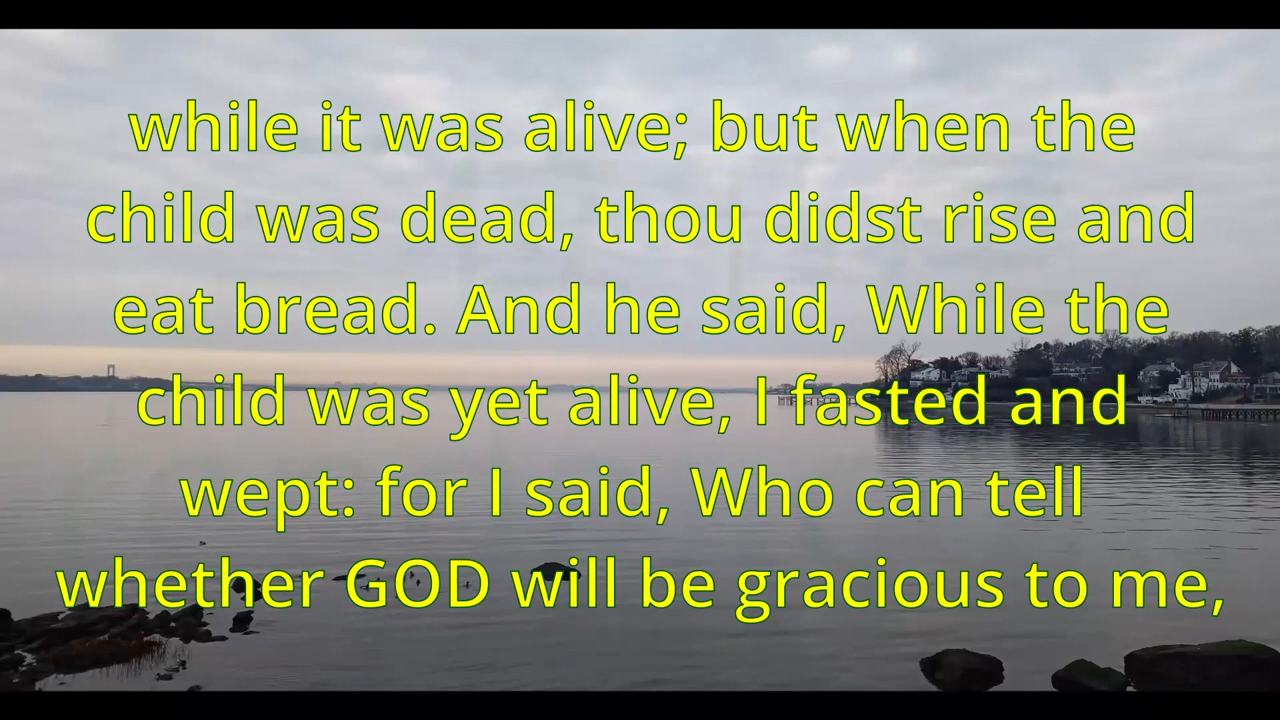 while it was alive; but when the
child was dead, thou didst rise and
eat bread. And he said, While the
child was yet alive, I fasted and
wept: for I said, Who can tell
whether GOD will be gracious to me,